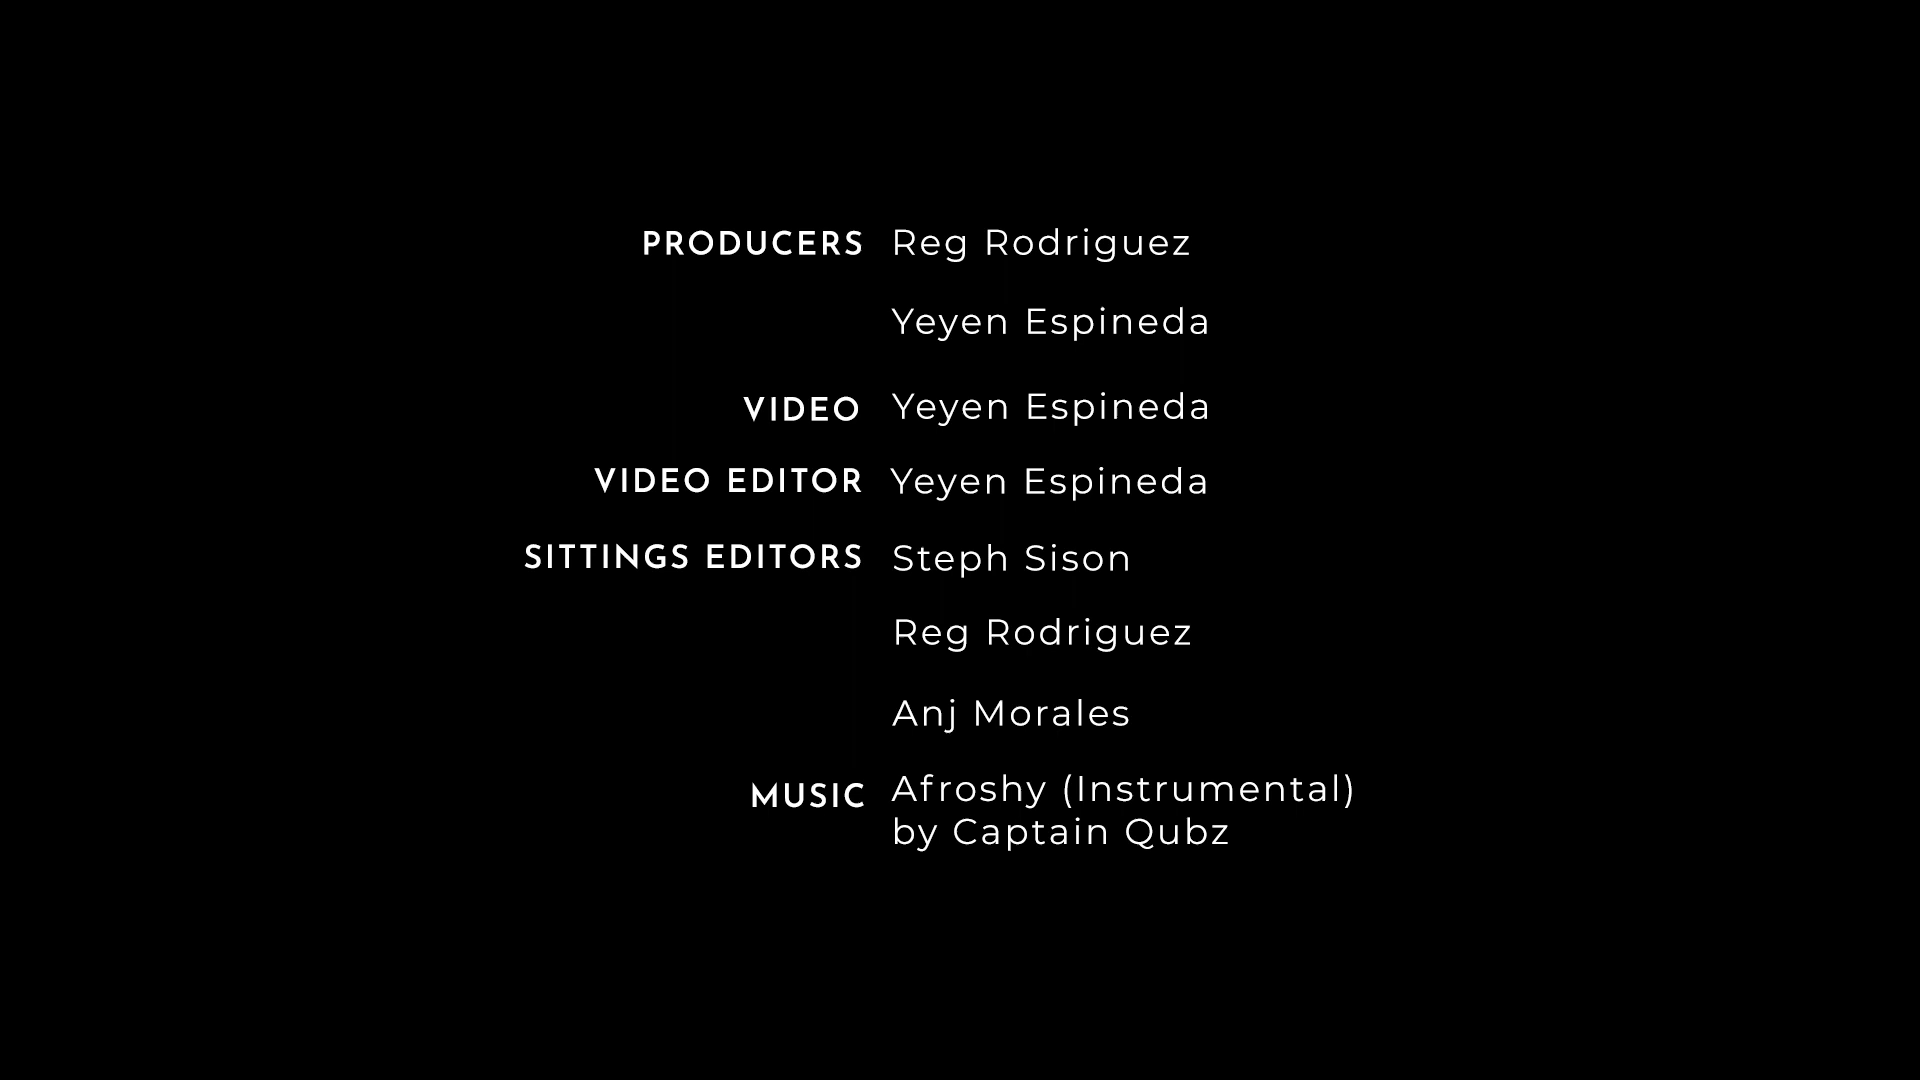 PRODUCERS Reg Rodriguez
Yeyen Espineda
VIDEO Yeyen Espineda
VIDEO EDITOR Yeyen Espineda
SITTINGS EDITORS Steph Sison
Reg Rodriguez
Anj Morales
MUSIC Afroshy (Instrumental)
by Captain Qubz